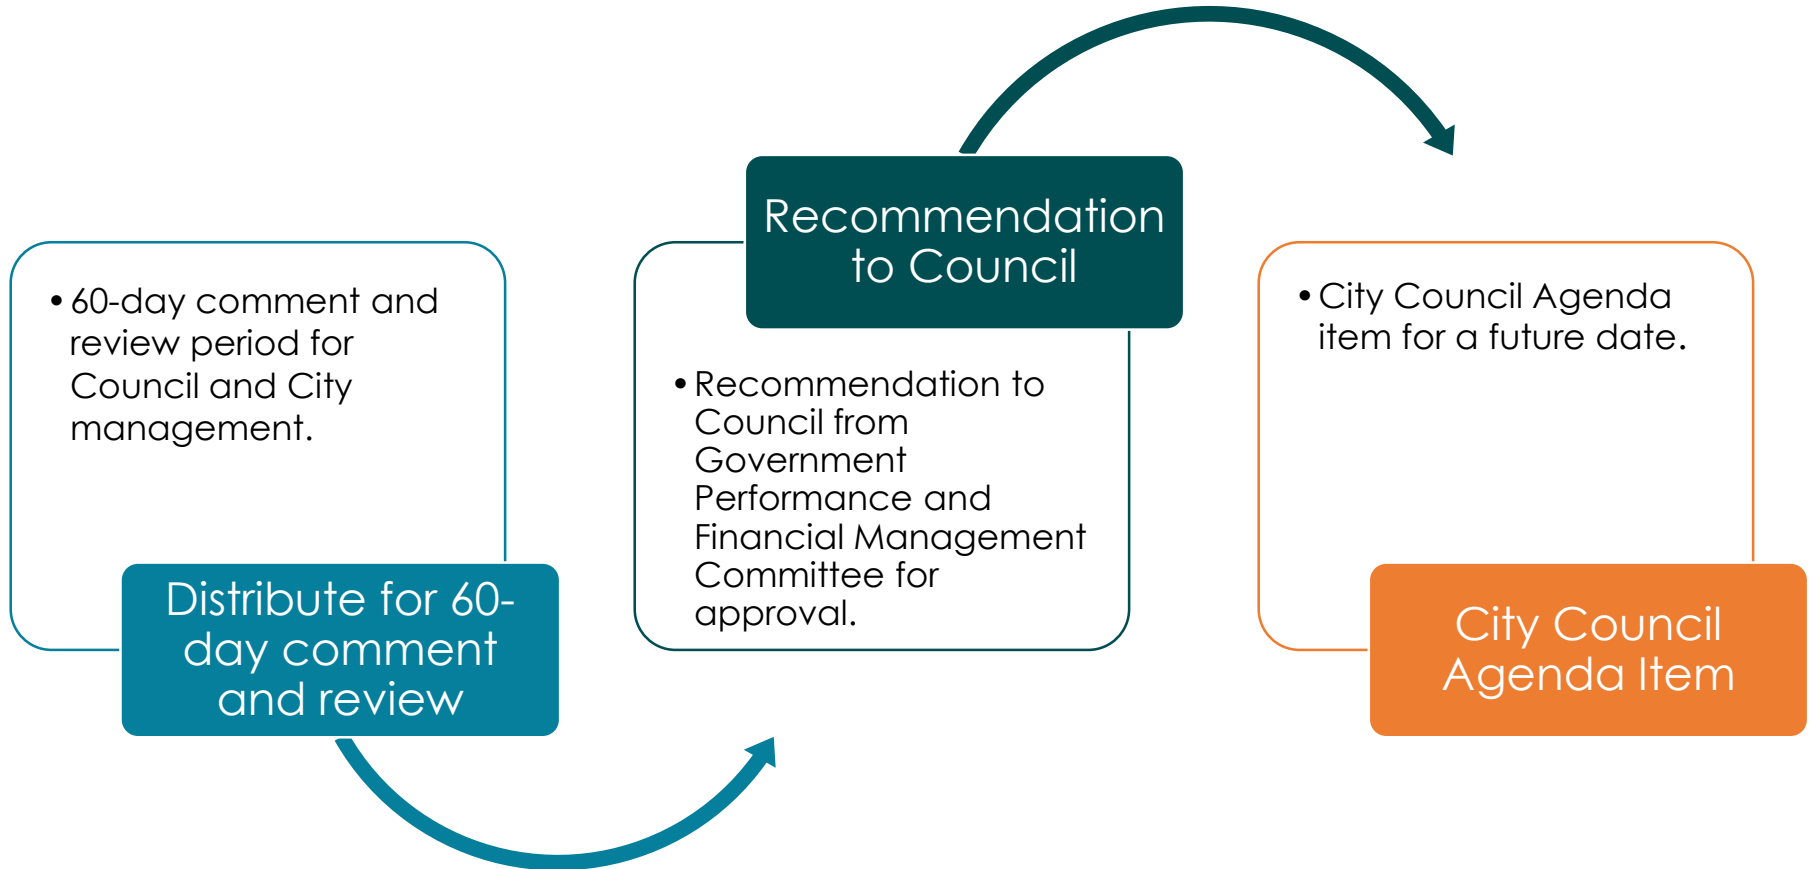 •60-day comment and
review period for
Council and City
management.
Distribute for 60-
day comment
and review
Recommendation
to Council
•Recommendation to
Council from
Government
Performance and
Financial Management
Committee for
approval.
•City Council Agenda
item for a future date.
City Council
Agenda Item